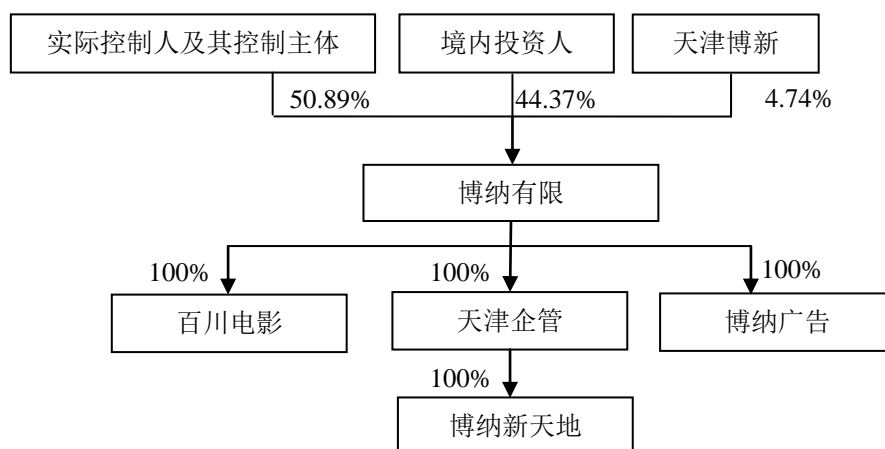 实际控制人及其控制主体
境内投资人
天津博新
50.89%
44.37%
4.74%
博纳有限
100%
100%
100%
百川电影
天津企管
博纳广告
100%
博纳新天地